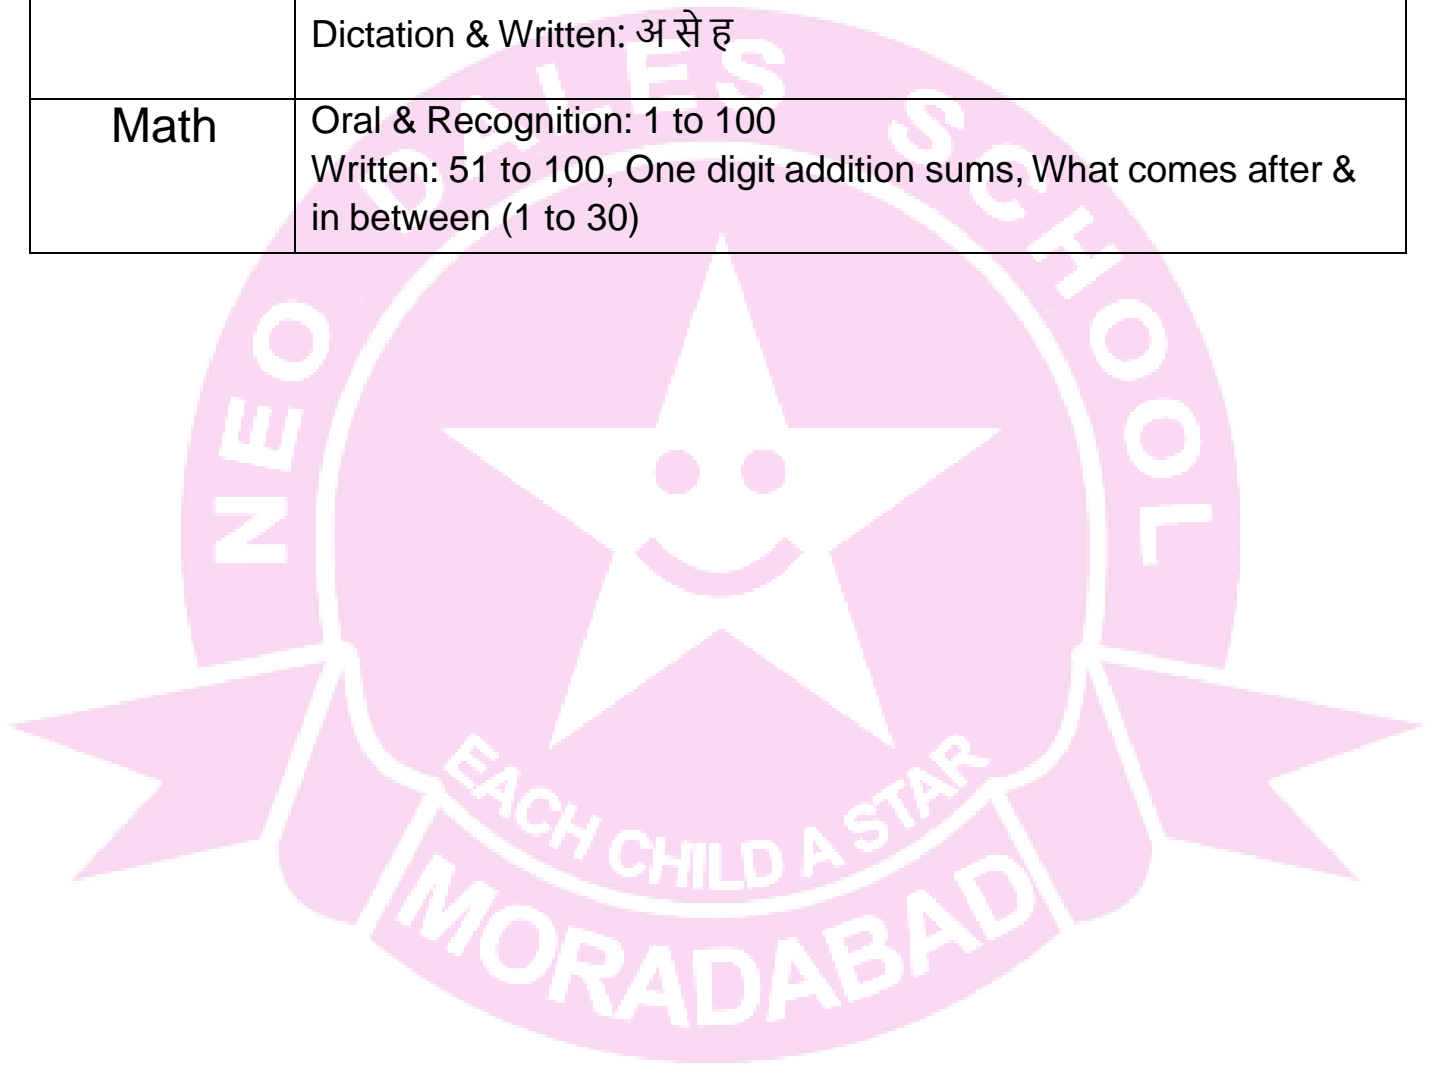 Dictation & Written: अ से ह
Math
Oral & Recognition: 1 to 100
Written: 51 to 100, One digit addition sums, What comes after &
in between (1 to 30)
NEO DALES SCHOOL
EACH CHILD A STAR
MORADABAD